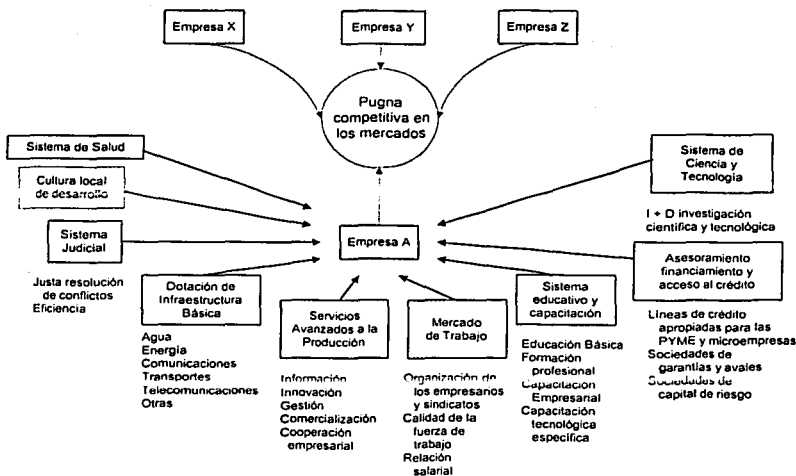 Empresa X
Empresa Y
Empresa Z
Pugna
competitiva en
los mercados
Sistema de Salud
Cultura local
de desarrollo
Sistema
Judicial
Justa resolución
de conflictos
Eficiencia
Empresa A
Sistema de
Ciencia y
Tecnología
I + D investigación
científica y tecnológica
Dotación de
Infraestructura
Básica
Agua
Energía
Comunicaciones
Transportes
Telecomunicaciones
Otras
Servicios
Avanzados a la
Producción
Información
Innovación
Gestión
Comercialización
Cooperación
empresarial
Mercado
de Trabajo
Organización de
los empresarios
y sindicatos
Calidad de la
fuerza de
trabajo
Relación
salarial
Sistema
educativo y
capacitación
Educación Básica
Formación
profesional
Capacitación
Empresarial
Capacitación
tecnológica
específica
Asesoramiento
financiamiento y
acceso al crédito
Líneas de crédito
apropiadas para las
PYME y microempresas
Sociedades de
garantías y avales
Sociedades de
capital de riesgo